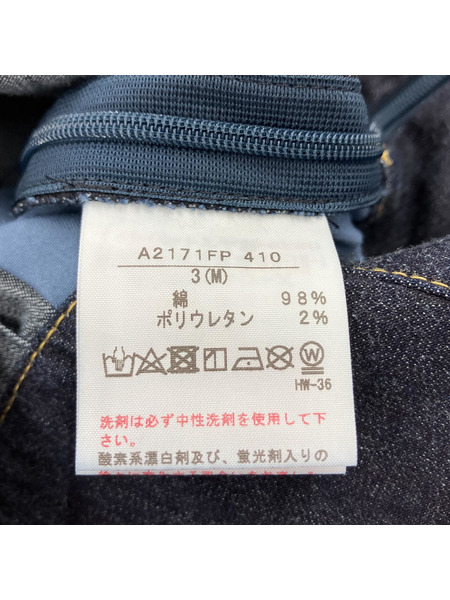 A2171FP 410
3(M)
綿 98%
ポリウレタン 2%
W
HW-36
洗剤は必ず中性洗剤を使用して下
さい。
酸素系漂白剤及び、蛍光剤入りの